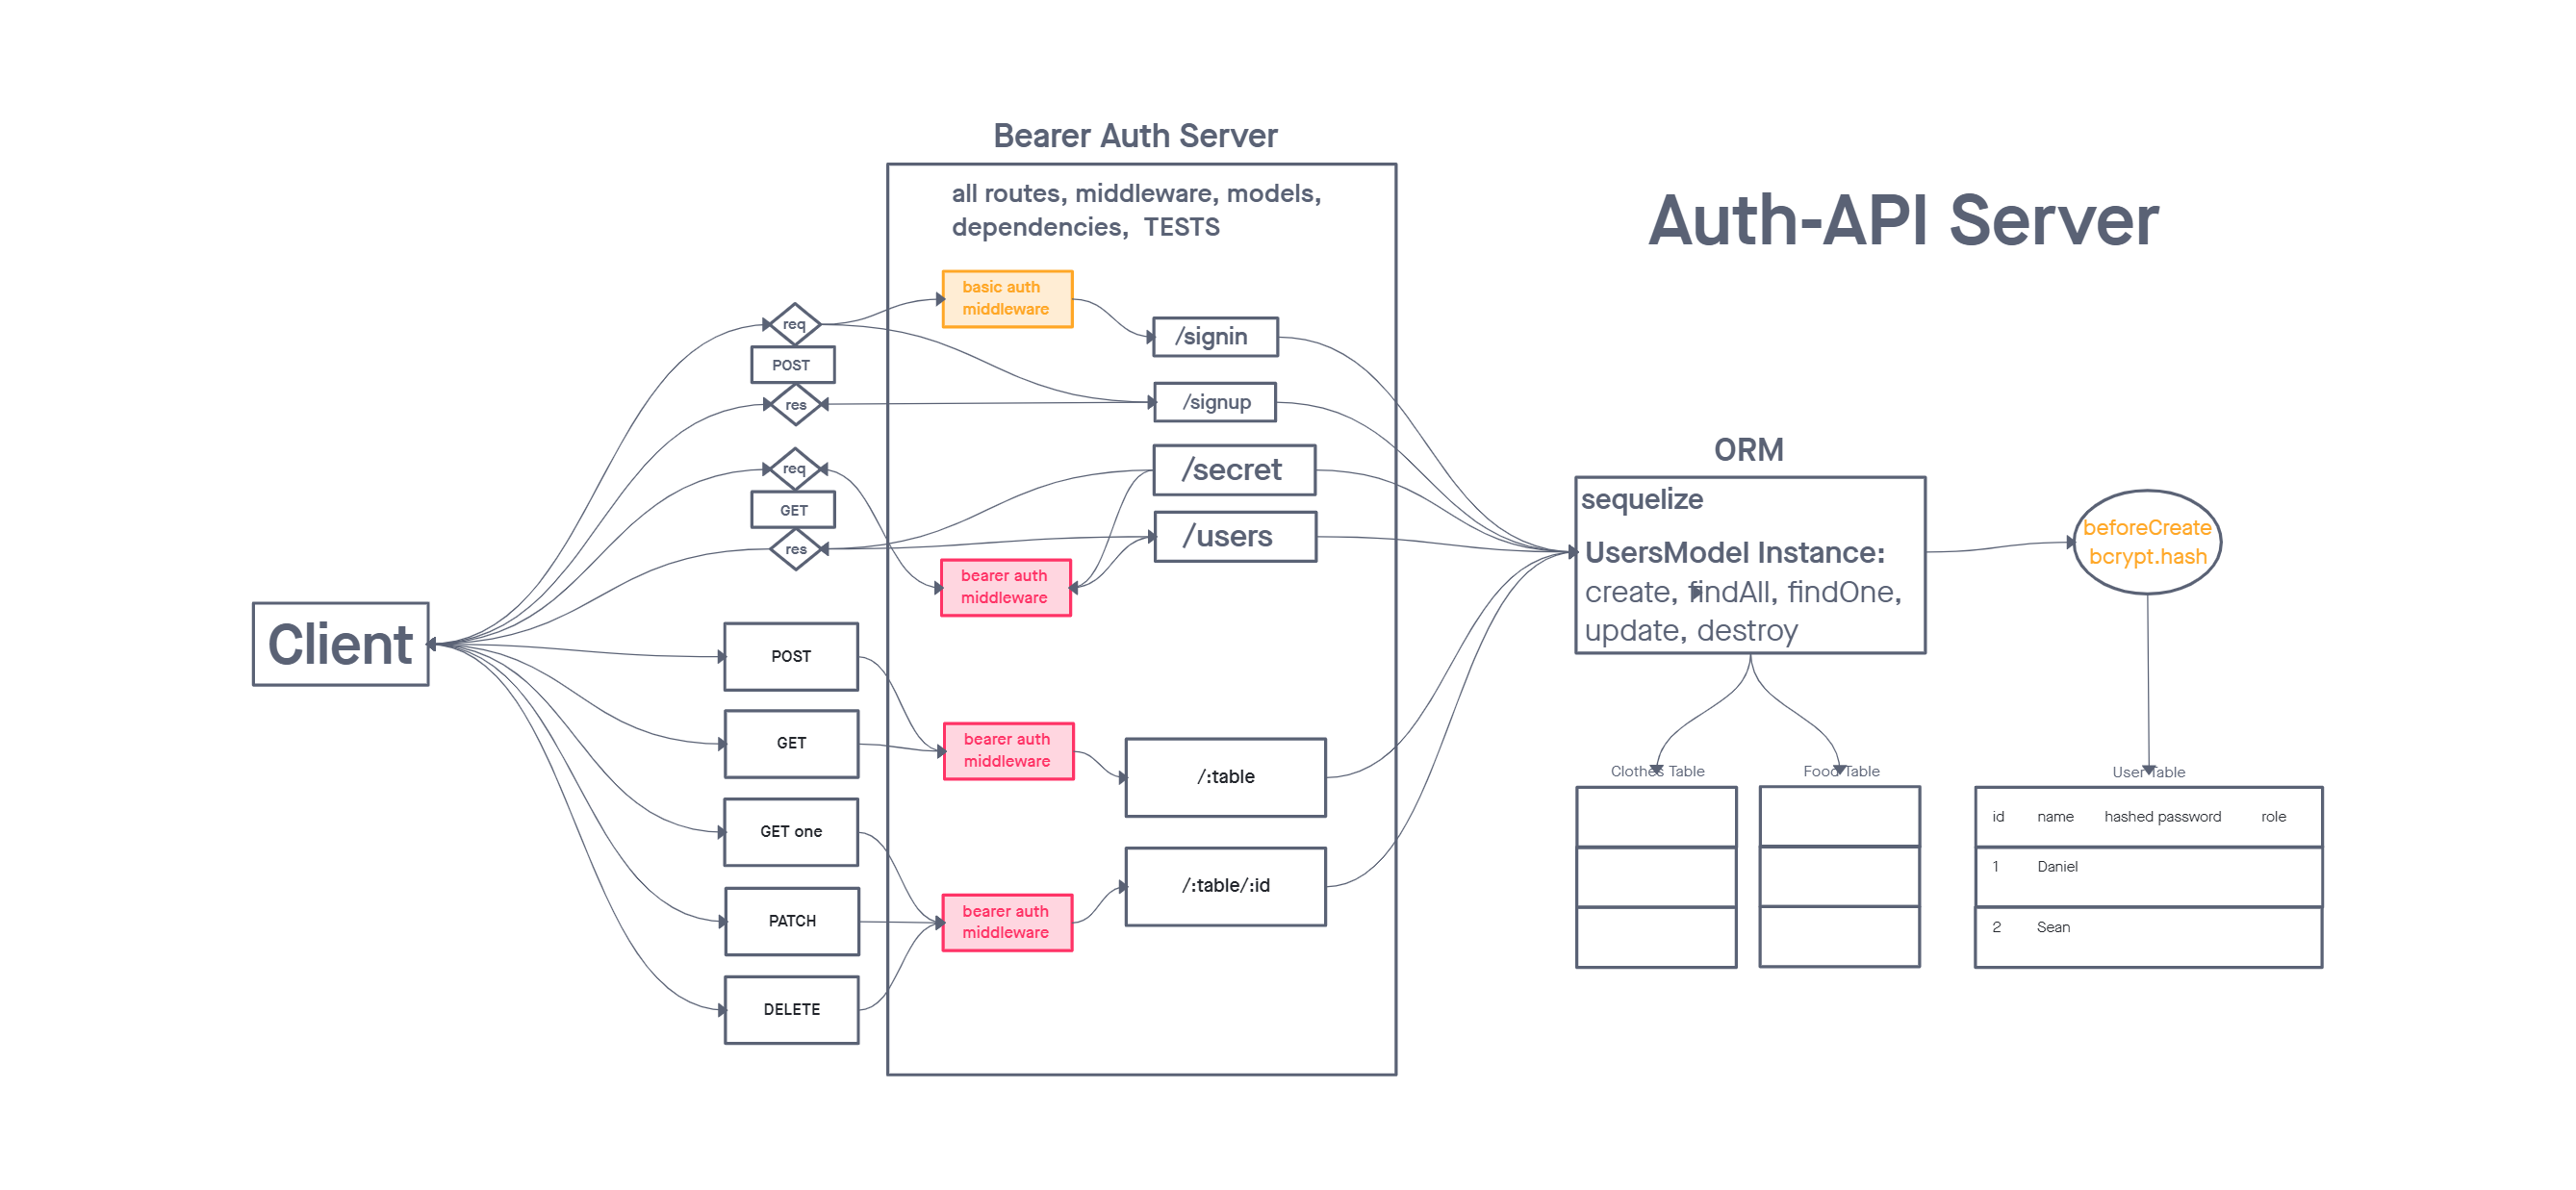 Bearer Auth Server
all routes, middleware, models,
dependencies, TESTS
Auth-API Server
basic auth
middleware
req
POST
res
/signin
/signup
req
GET
res
/secret
/users
bearer auth
middleware
Client
POST
GET
GET one
PATCH
DELETE
bearer auth
middleware
/:table
bearer auth
middleware
/:table/:id
ORM
sequelize
UsersModel Instance:
create, findAll, findOne,
update, destroy
beforeCreate
bcrypt.hash
Clothes Table
Food Table
User Table
id name hashed password role
1 Daniel
2 Sean